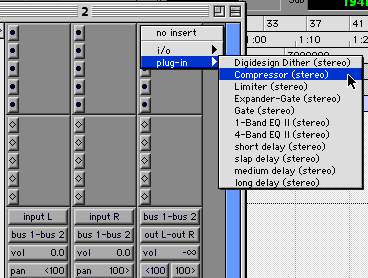 2
no insert
i/o
plug-in
33 37 41
1:00 1:10 1:2
Digidesign Dither (stereo)
Compressor (stereo)
Limiter (stereo)
Expander-Gate (stereo)
Gate (stereo)
1-Band EQ II (stereo)
4-Band EQ II (stereo)
short delay (stereo)
slap delay (stereo)
medium delay (stereo)
long delay (stereo)
input L input R bus 1-bus 2
bus 1-bus 2 bus 1-bus 2 out L-out R
vol 0.0 vol 0.0 vol -∞
pan <100 pan 100> <100 100>